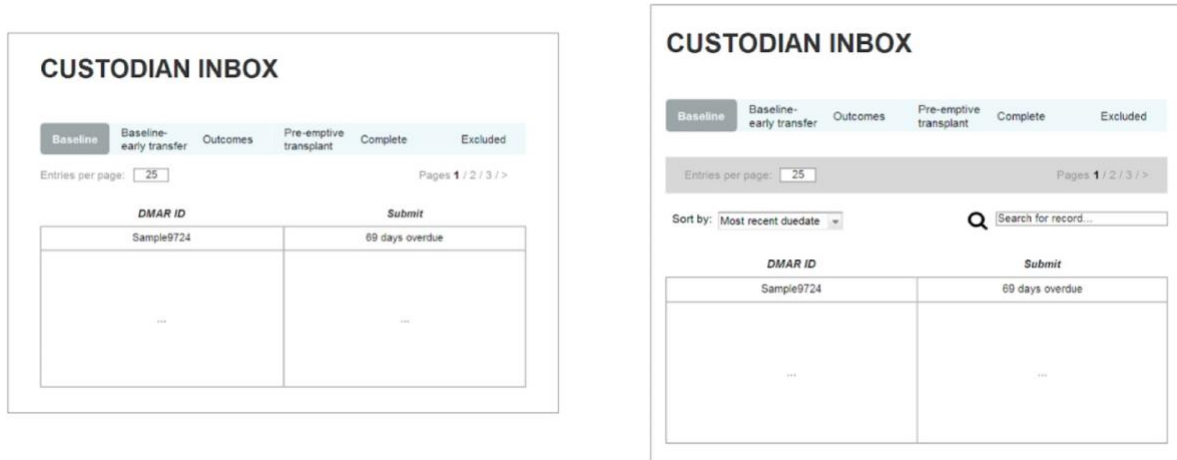 CUSTODIAN INBOX
Baseline
Baseline-
early transfer
Outcomes
Pre-emptive
transplant
Complete
Excluded
Entries per page: 25
Pages 1 / 2 / 3 / >
DMAR ID Submit
Sample9724 69 days overdue
... ...
CUSTODIAN INBOX
Baseline
Baseline-
early transfer
Outcomes
Pre-emptive
transplant
Complete
Excluded
Entries per page: 25
Pages 1 / 2 / 3 / >
Sort by: Most recent duedate
Search for record...
DMAR ID Submit
Sample9724 69 days overdue
... ...